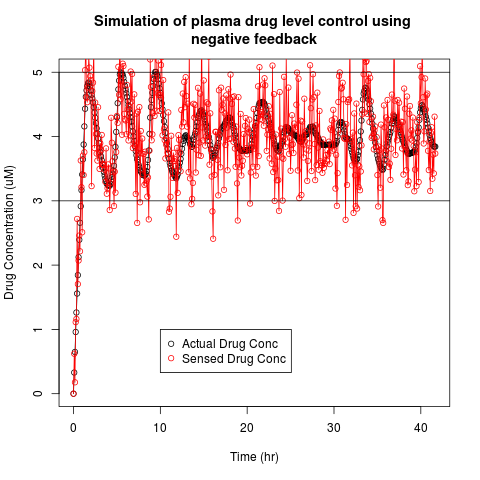 Simulation of plasma drug level control using
negative feedback
Drug Concentration (uM)
5
4
3
2
1
0
Actual Drug Conc
Sensed Drug Conc
0 10 20 30 40
Time (hr)